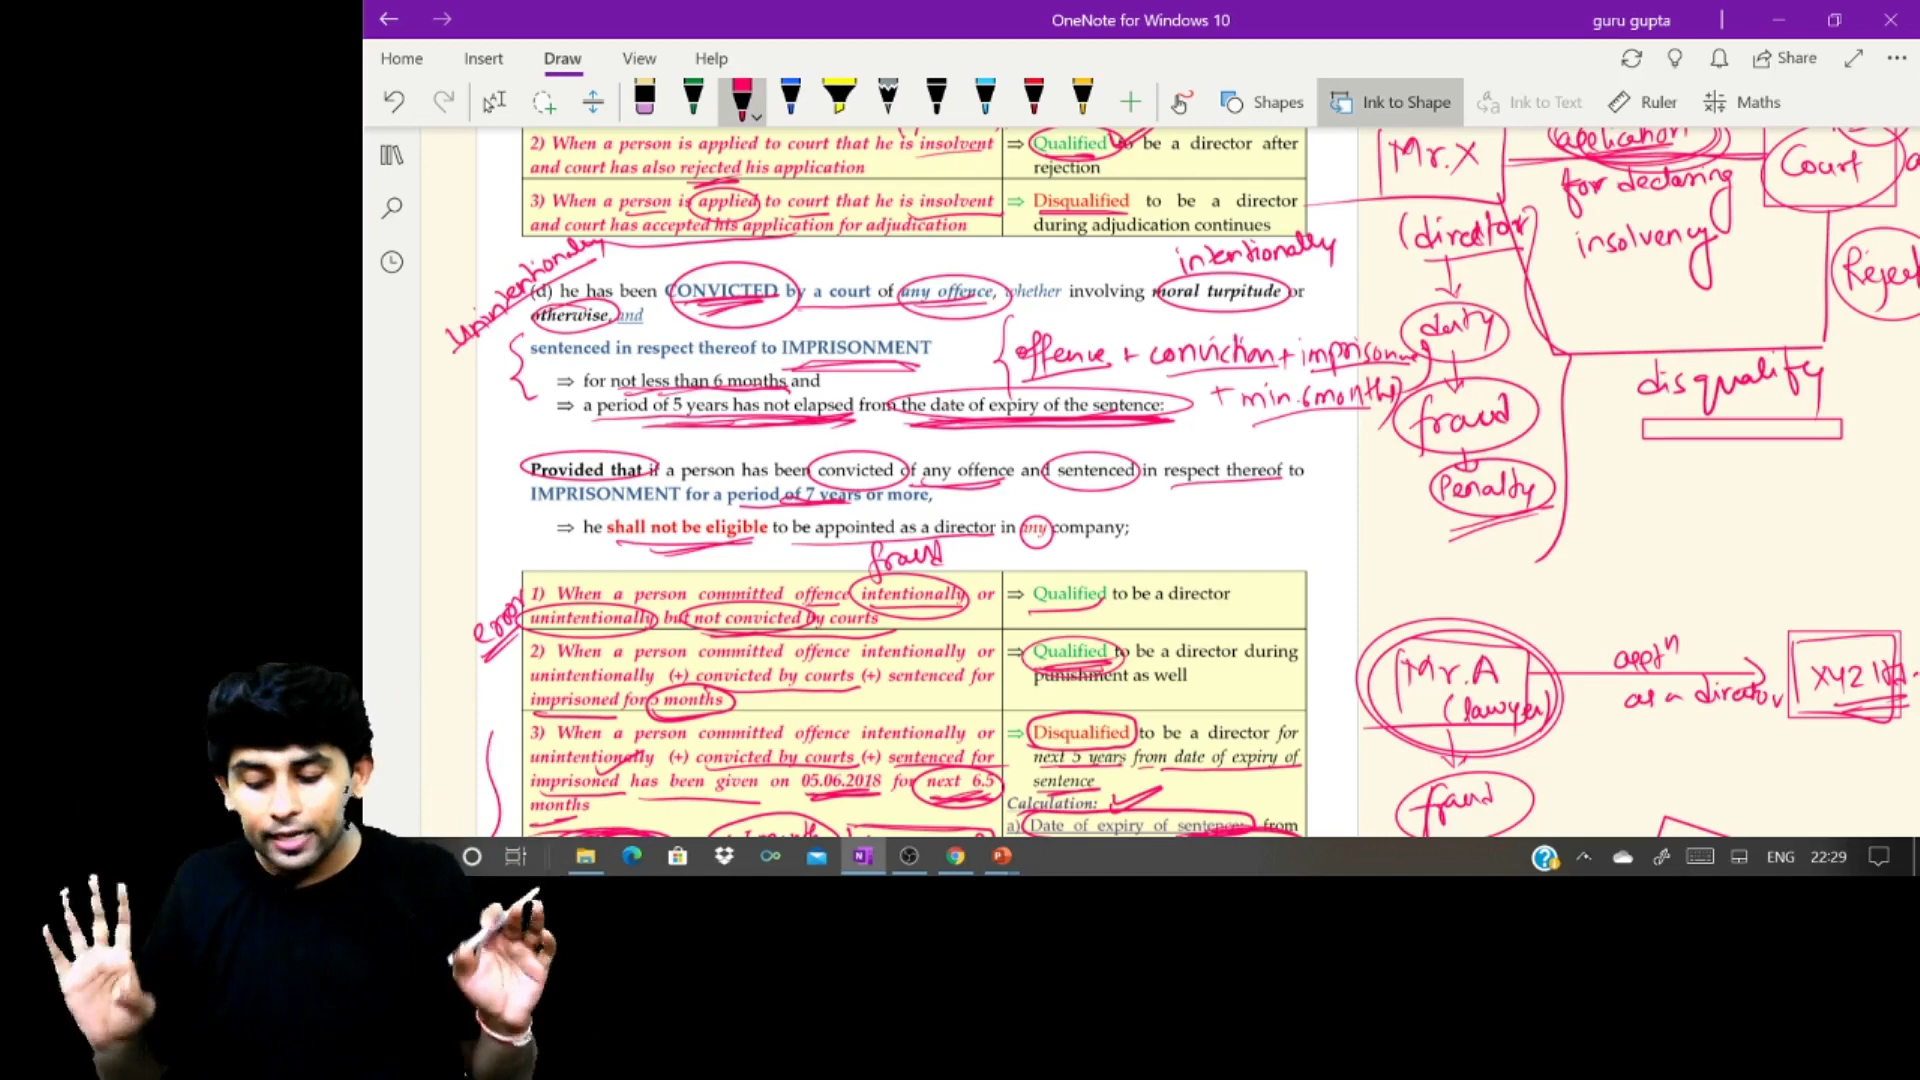 OneNote for Windows 10
guru gupta
Home Insert Draw View Help
Share
Shapes
Ink to Shape
Ink to Text
Ruler
Maths
2) When a person is applied to court that he is insolvent
and court has also rejected his application
⇒ Qualified to be a director after
rejection
3) When a person is applied to court that he is insolvent
and court has accepted his application for adjudication
⇒ Disqualified to be a director
during adjudication continues
unintentionally
intentionally
(d) he has been CONVICTED by a court of any offence, whether involving moral turpitude or
otherwise, and
sentenced in respect thereof to IMPRISONMENT
⇒ for not less than 6 months and
⇒ a period of 5 years has not elapsed from the date of expiry of the sentence:
offence + conviction + imprisonme
+ min. 6 months
Provided that if a person has been convicted of any offence and sentenced in respect thereof to
IMPRISONMENT for a period of 7 years or more,
⇒ he shall not be eligible to be appointed as a director in any company;
fraud
error
1) When a person committed offence intentionally or
unintentionally but not convicted by courts
⇒ Qualified to be a director
2) When a person committed offence intentionally or
unintentionally (+) convicted by courts (+) sentenced for
imprisoned for 5 months
⇒ Qualified to be a director during
punishment as well
3) When a person committed offence intentionally or
unintentionally (+) convicted by courts (+) sentenced for
imprisoned has been given on 05.06.2018 for next 6.5
months
⇒ Disqualified to be a director for
next 5 years from date of expiry of
sentence
Calculation:
a) Date of expiry of sentence: from
Mr. X
(director)
duty
fraud
Penalty
application
for declaring
insolvency
Court
Reject
disqualify
Mr. A
(lawyer)
fraud
apptn
as a director
XYZ ltd.
ENG 22:29